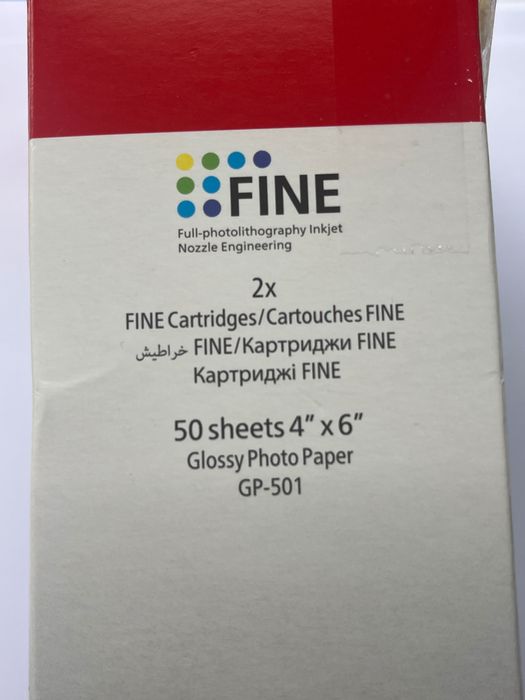 FINE
Full-photolithography Inkjet
Nozzle Engineering
2x
FINE Cartridges/Cartouches FINE
خراطيش FINE/Картриджи FINE
Картриджі FINE
50 sheets 4” x 6”
Glossy Photo Paper
GP-501